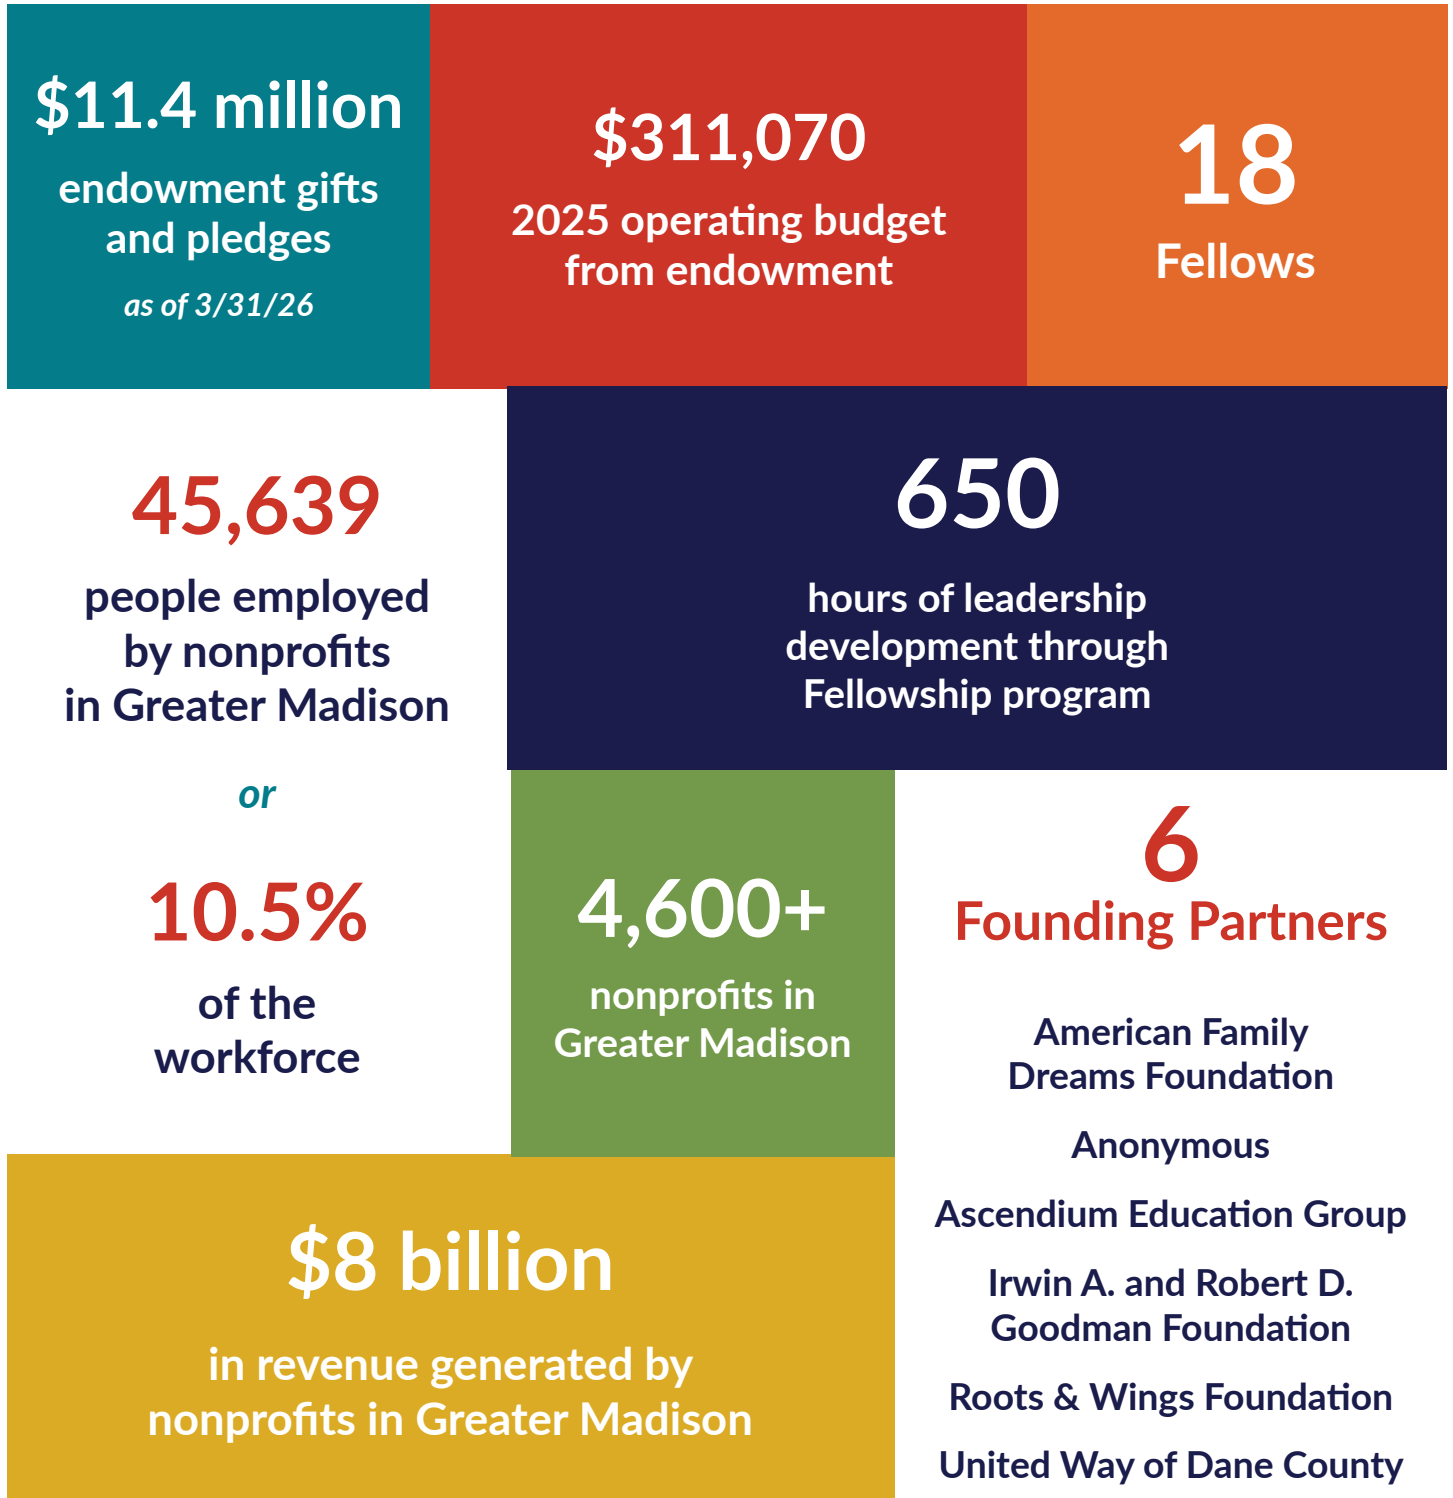 $11.4 million
endowment gifts
and pledges
as of 3/31/26
$311,070
2025 operating budget
from endowment
18
Fellows
45,639
people employed
by nonprofits
in Greater Madison
or
10.5%
of the
workforce
650
hours of leadership
development through
Fellowship program
4,600+
nonprofits in
Greater Madison
6
Founding Partners
American Family
Dreams Foundation
Anonymous
Ascendium Education Group
Irwin A. and Robert D.
Goodman Foundation
Roots & Wings Foundation
United Way of Dane County
$8 billion
in revenue generated by
nonprofits in Greater Madison